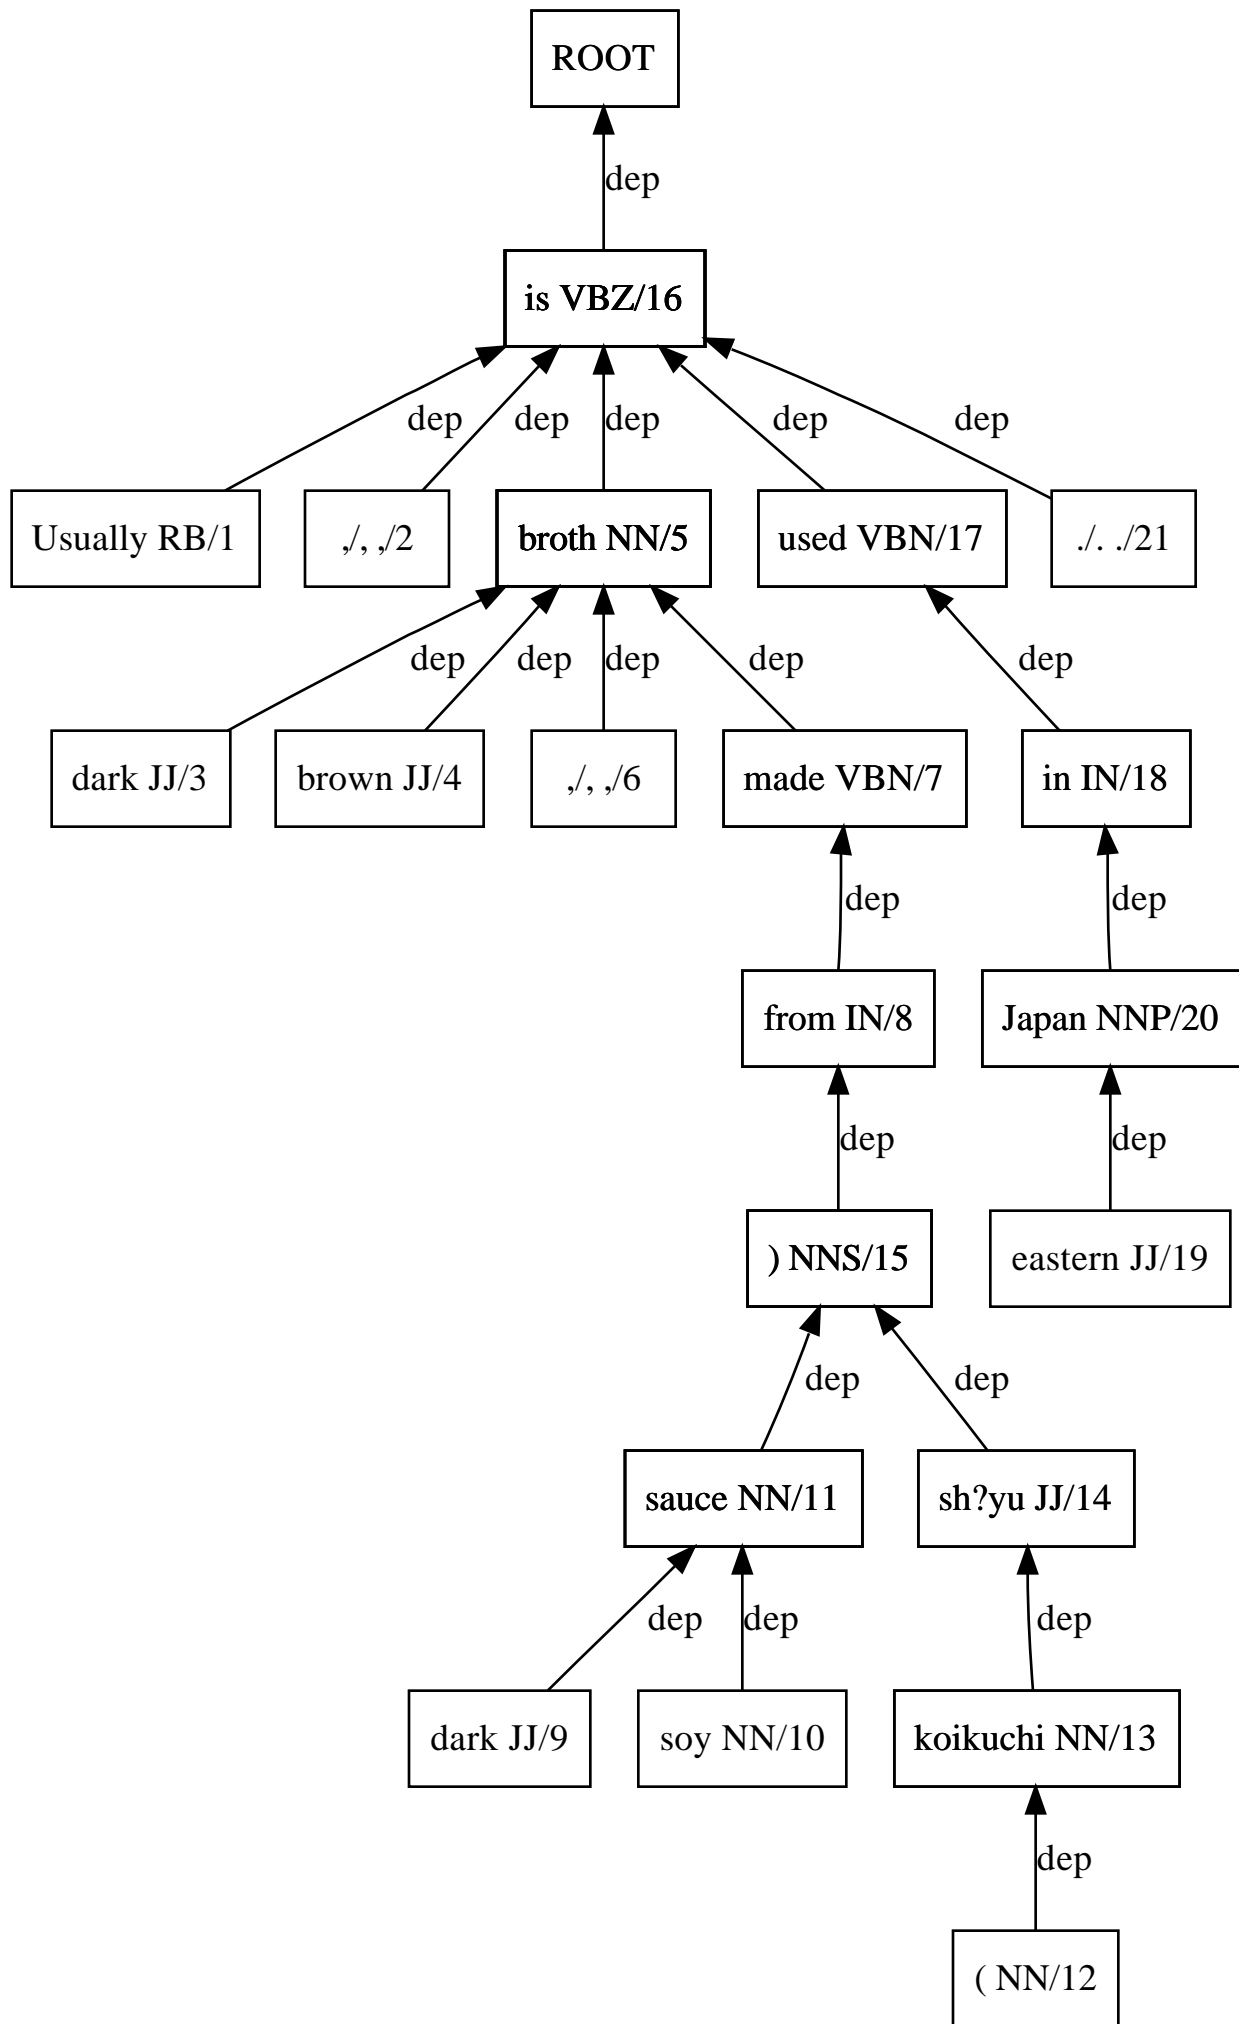 ROOT
dep
is VBZ/16
dep dep dep dep dep
Usually RB/1 ,/, ,/2 broth NN/5 used VBN/17 ./. ./21
dep dep dep dep dep
dark JJ/3 brown JJ/4 ,/, ,/6 made VBN/7 in IN/18
dep dep
from IN/8 Japan NNP/20
dep dep
) NNS/15 eastern JJ/19
dep dep
sauce NN/11 sh?yu JJ/14
dep dep dep
dark JJ/9 soy NN/10 koikuchi NN/13
dep
( NN/12